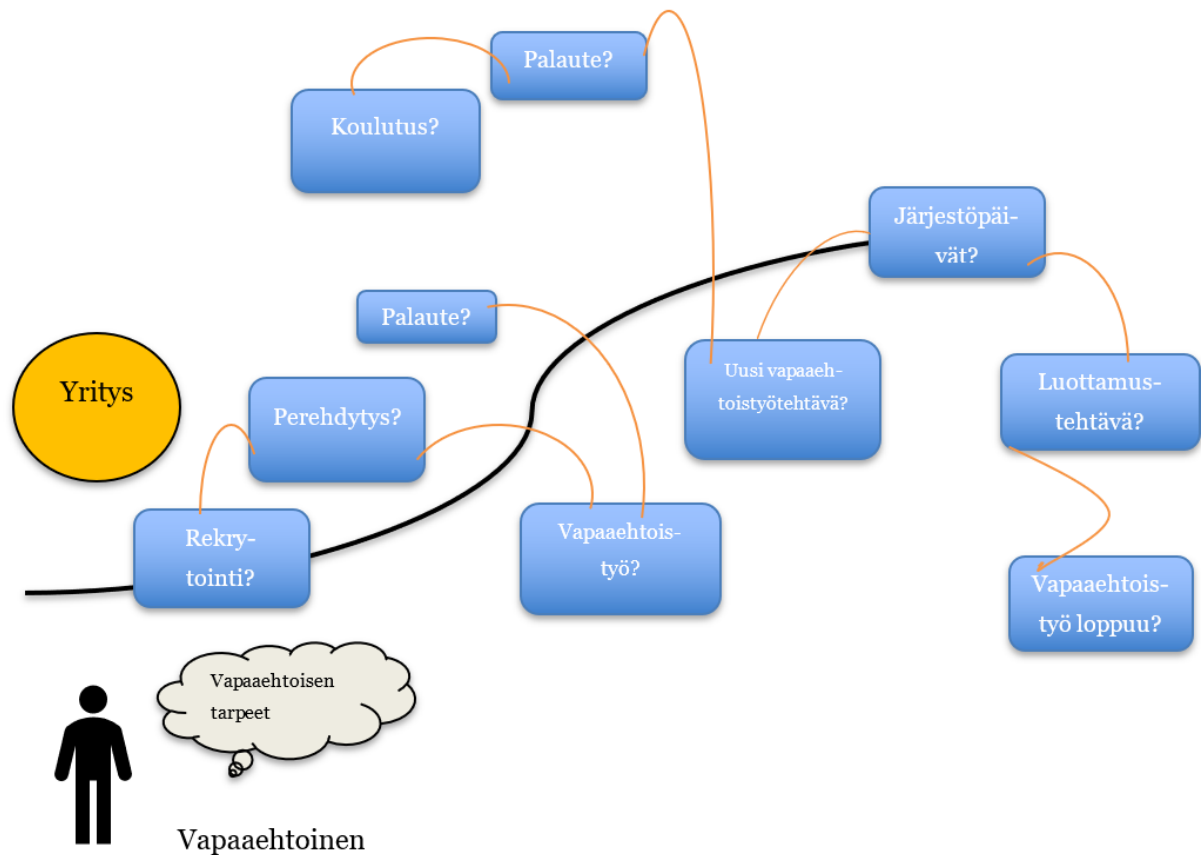 Palaute?
Koulutus?
Järjestöpäi-
vät?
Palaute?
Uusi vapaaeh-
toistyötehtävä?
Luottamus-
tehtävä?
Yritys
Perehdytys?
Rekry-
tointi?
Vapaaehtois-
työ?
Vapaaehtois-
työ loppuu?
Vapaaehtoisen
tarpeet
Vapaaehtoinen